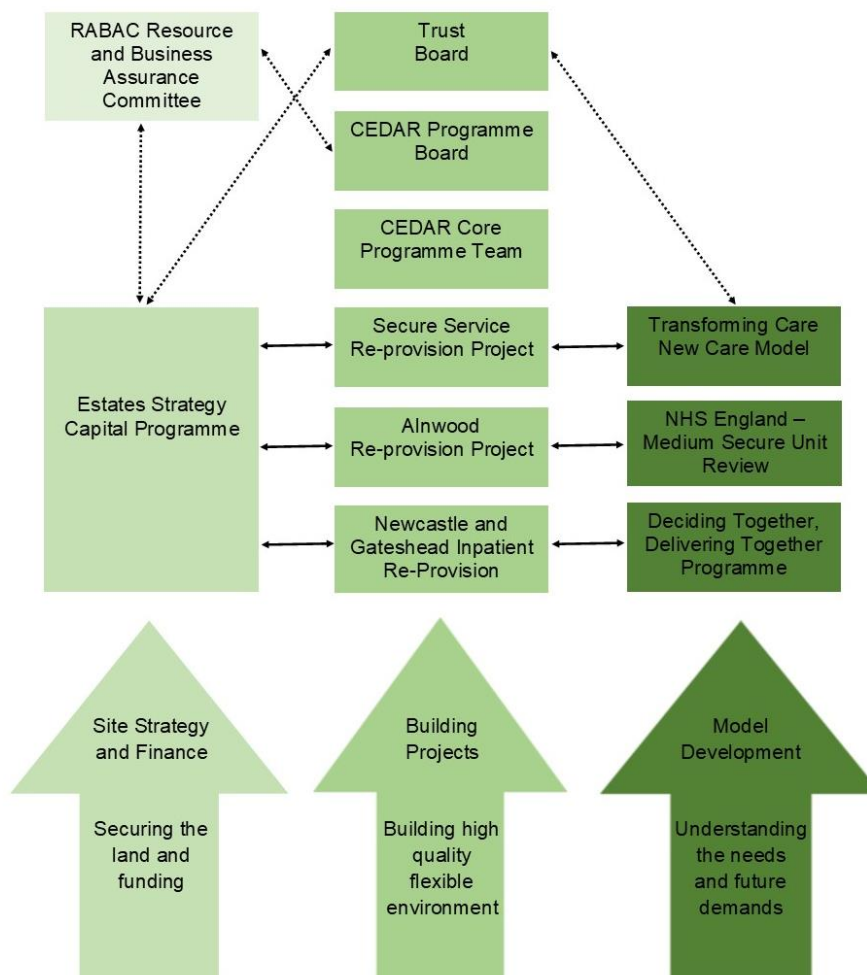 RABAC Resource
and Business
Assurance
Committee
Trust
Board
CEDAR Programme
Board
CEDAR Core
Programme Team
Estates Strategy
Capital Programme
Secure Service
Re-provision Project
Transforming Care
New Care Model
Alnwood
Re-provision Project
NHS England –
Medium Secure Unit
Review
Newcastle and
Gateshead Inpatient
Re-Provision
Deciding Together,
Delivering Together
Programme
Site Strategy
and Finance
Securing the
land and
funding
Building
Projects
Building high
quality
flexible
environment
Model
Development
Understanding
the needs
and future
demands